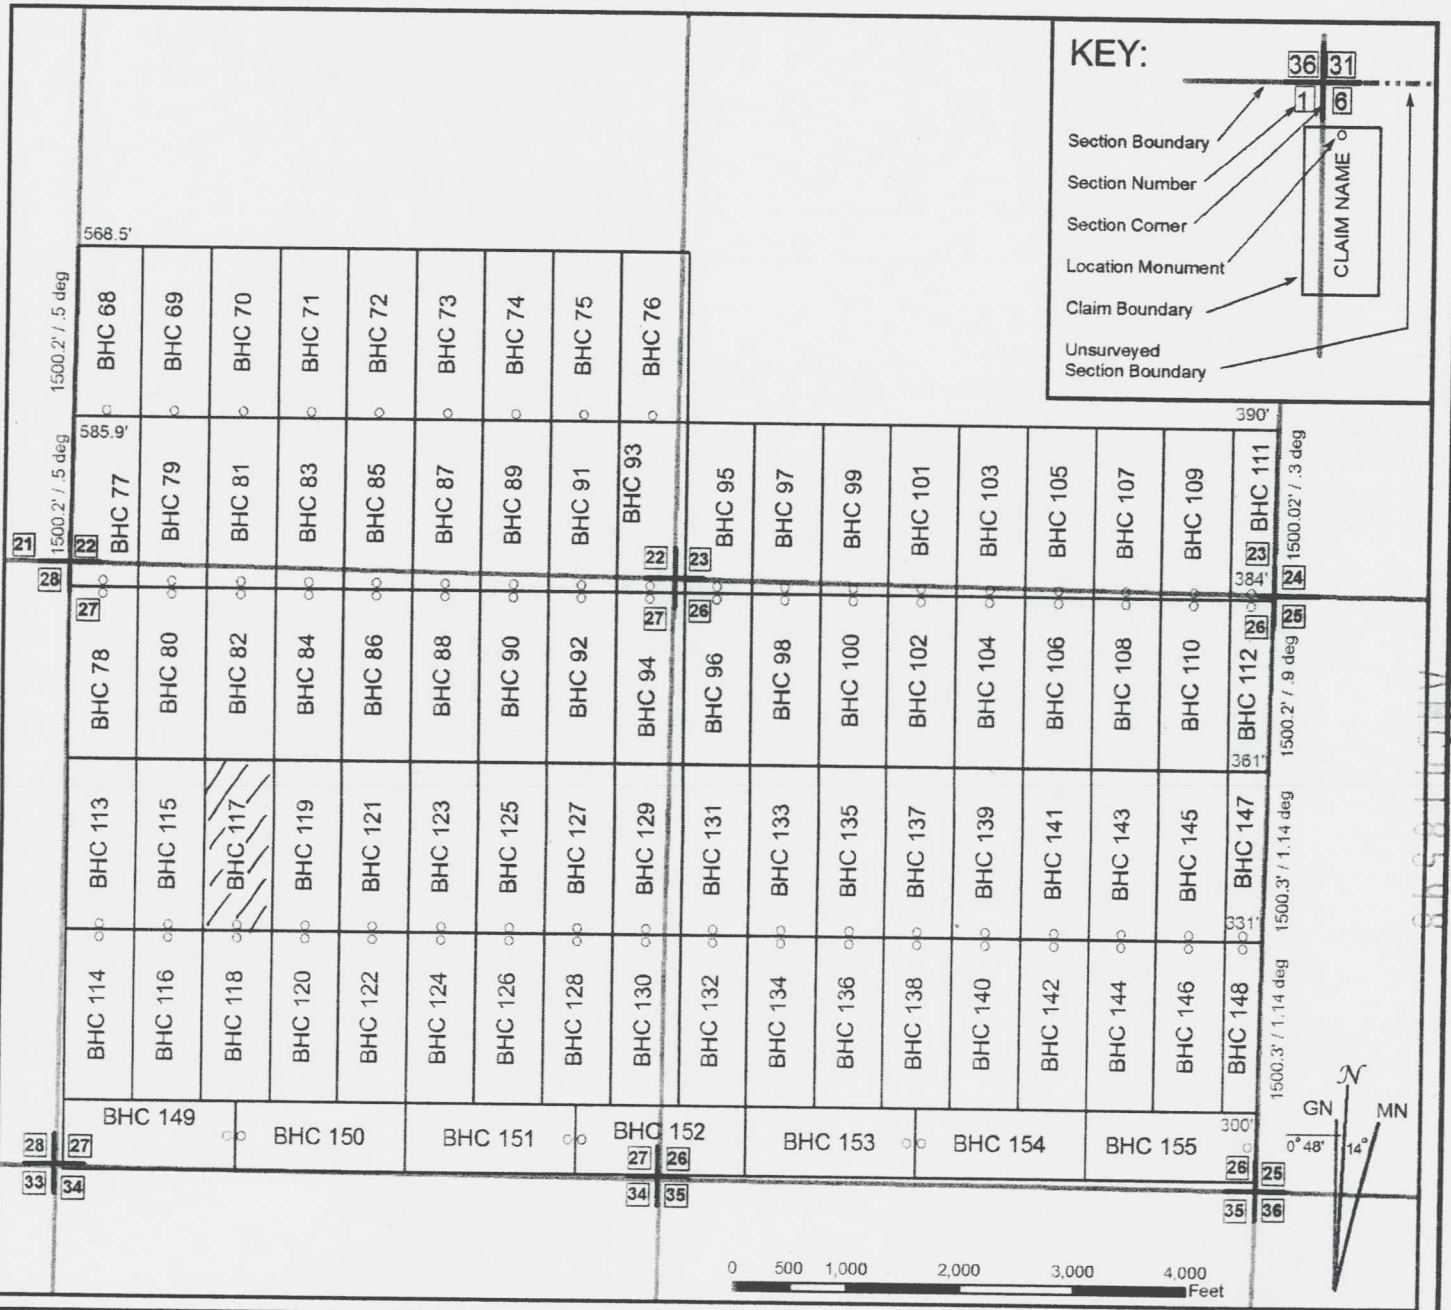 KEY:
36 31
1 6
Section Boundary
Section Number
Section Corner
Location Monument
Claim Boundary
Unsurveyed
Section Boundary
CLAIM NAME
568.5'
1500.2' / .5 deg
BHC 68
BHC 69
BHC 70
BHC 71
BHC 72
BHC 73
BHC 74
BHC 75
BHC 76
390'
585.9'
1500.2' / .5 deg
BHC 77
BHC 79
BHC 81
BHC 83
BHC 85
BHC 87
BHC 89
BHC 91
BHC 93
BHC 95
BHC 97
BHC 99
BHC 101
BHC 103
BHC 105
BHC 107
BHC 109
BHC 111
1500.02' / .3 deg
21 22
22 23
23 24
28 27
27 26
384'
26 25
BHC 78
BHC 80
BHC 82
BHC 84
BHC 86
BHC 88
BHC 90
BHC 92
BHC 94
BHC 96
BHC 98
BHC 100
BHC 102
BHC 104
BHC 106
BHC 108
BHC 110
BHC 112
1500.2' / .9 deg
361'
BHC 113
BHC 115
BHC 117
BHC 119
BHC 121
BHC 123
BHC 125
BHC 127
BHC 129
BHC 131
BHC 133
BHC 135
BHC 137
BHC 139
BHC 141
BHC 143
BHC 145
BHC 147
1500.3' / 1.14 deg
331'
BHC 114
BHC 116
BHC 118
BHC 120
BHC 122
BHC 124
BHC 126
BHC 128
BHC 130
BHC 132
BHC 134
BHC 136
BHC 138
BHC 140
BHC 142
BHC 144
BHC 146
BHC 148
1500.3' / 1.14 deg
BHC 149
BHC 150
BHC 151
BHC 152
BHC 153
BHC 154
BHC 155
300'
28 27
27 26
26 25
33 34
34 35
35 36
N
GN
MN
0° 48'
14°
0 500 1,000 2,000 3,000 4,000
Feet